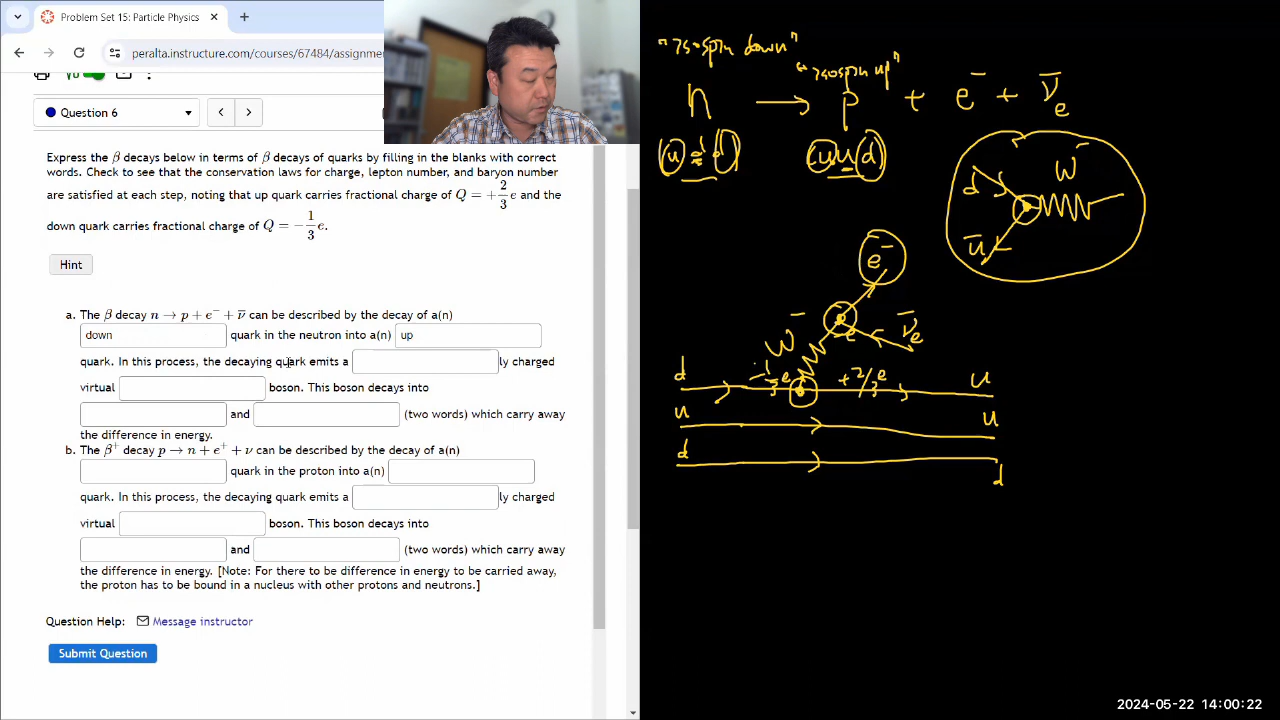 Problem Set 15: Particle Physics
peralta.instructure.com/courses/67484/assignme
Question 6
Express the β decays below in terms of β decays of quarks by filling in the blanks with correct
words. Check to see that the conservation laws for charge, lepton number, and baryon number
are satisfied at each step, noting that up quark carries fractional charge of Q = +2/3 e and the
down quark carries fractional charge of Q = −1/3 e.
Hint
a. The β decay n → p + e⁻ + ν̅ can be described by the decay of a(n)
down quark in the neutron into a(n) up
quark. In this process, the decaying quark emits a ly charged
virtual boson. This boson decays into
and (two words) which carry away
the difference in energy.
b. The β⁺ decay p → n + e⁺ + ν can be described by the decay of a(n)
quark in the proton into a(n)
quark. In this process, the decaying quark emits a ly charged
virtual boson. This boson decays into
and (two words) which carry away
the difference in energy. [Note: For there to be difference in energy to be carried away,
the proton has to be bound in a nucleus with other protons and neutrons.]
Question Help: Message instructor
Submit Question
"isospin down"
"isospin up"
n → p + e⁻ + ν̅e
u d d
u u d
d W⁻
u̅
e⁻
W⁻ ν̅e
d −1/3 e +2/3 e u
u u
d d
2024-05-22 14:00:22